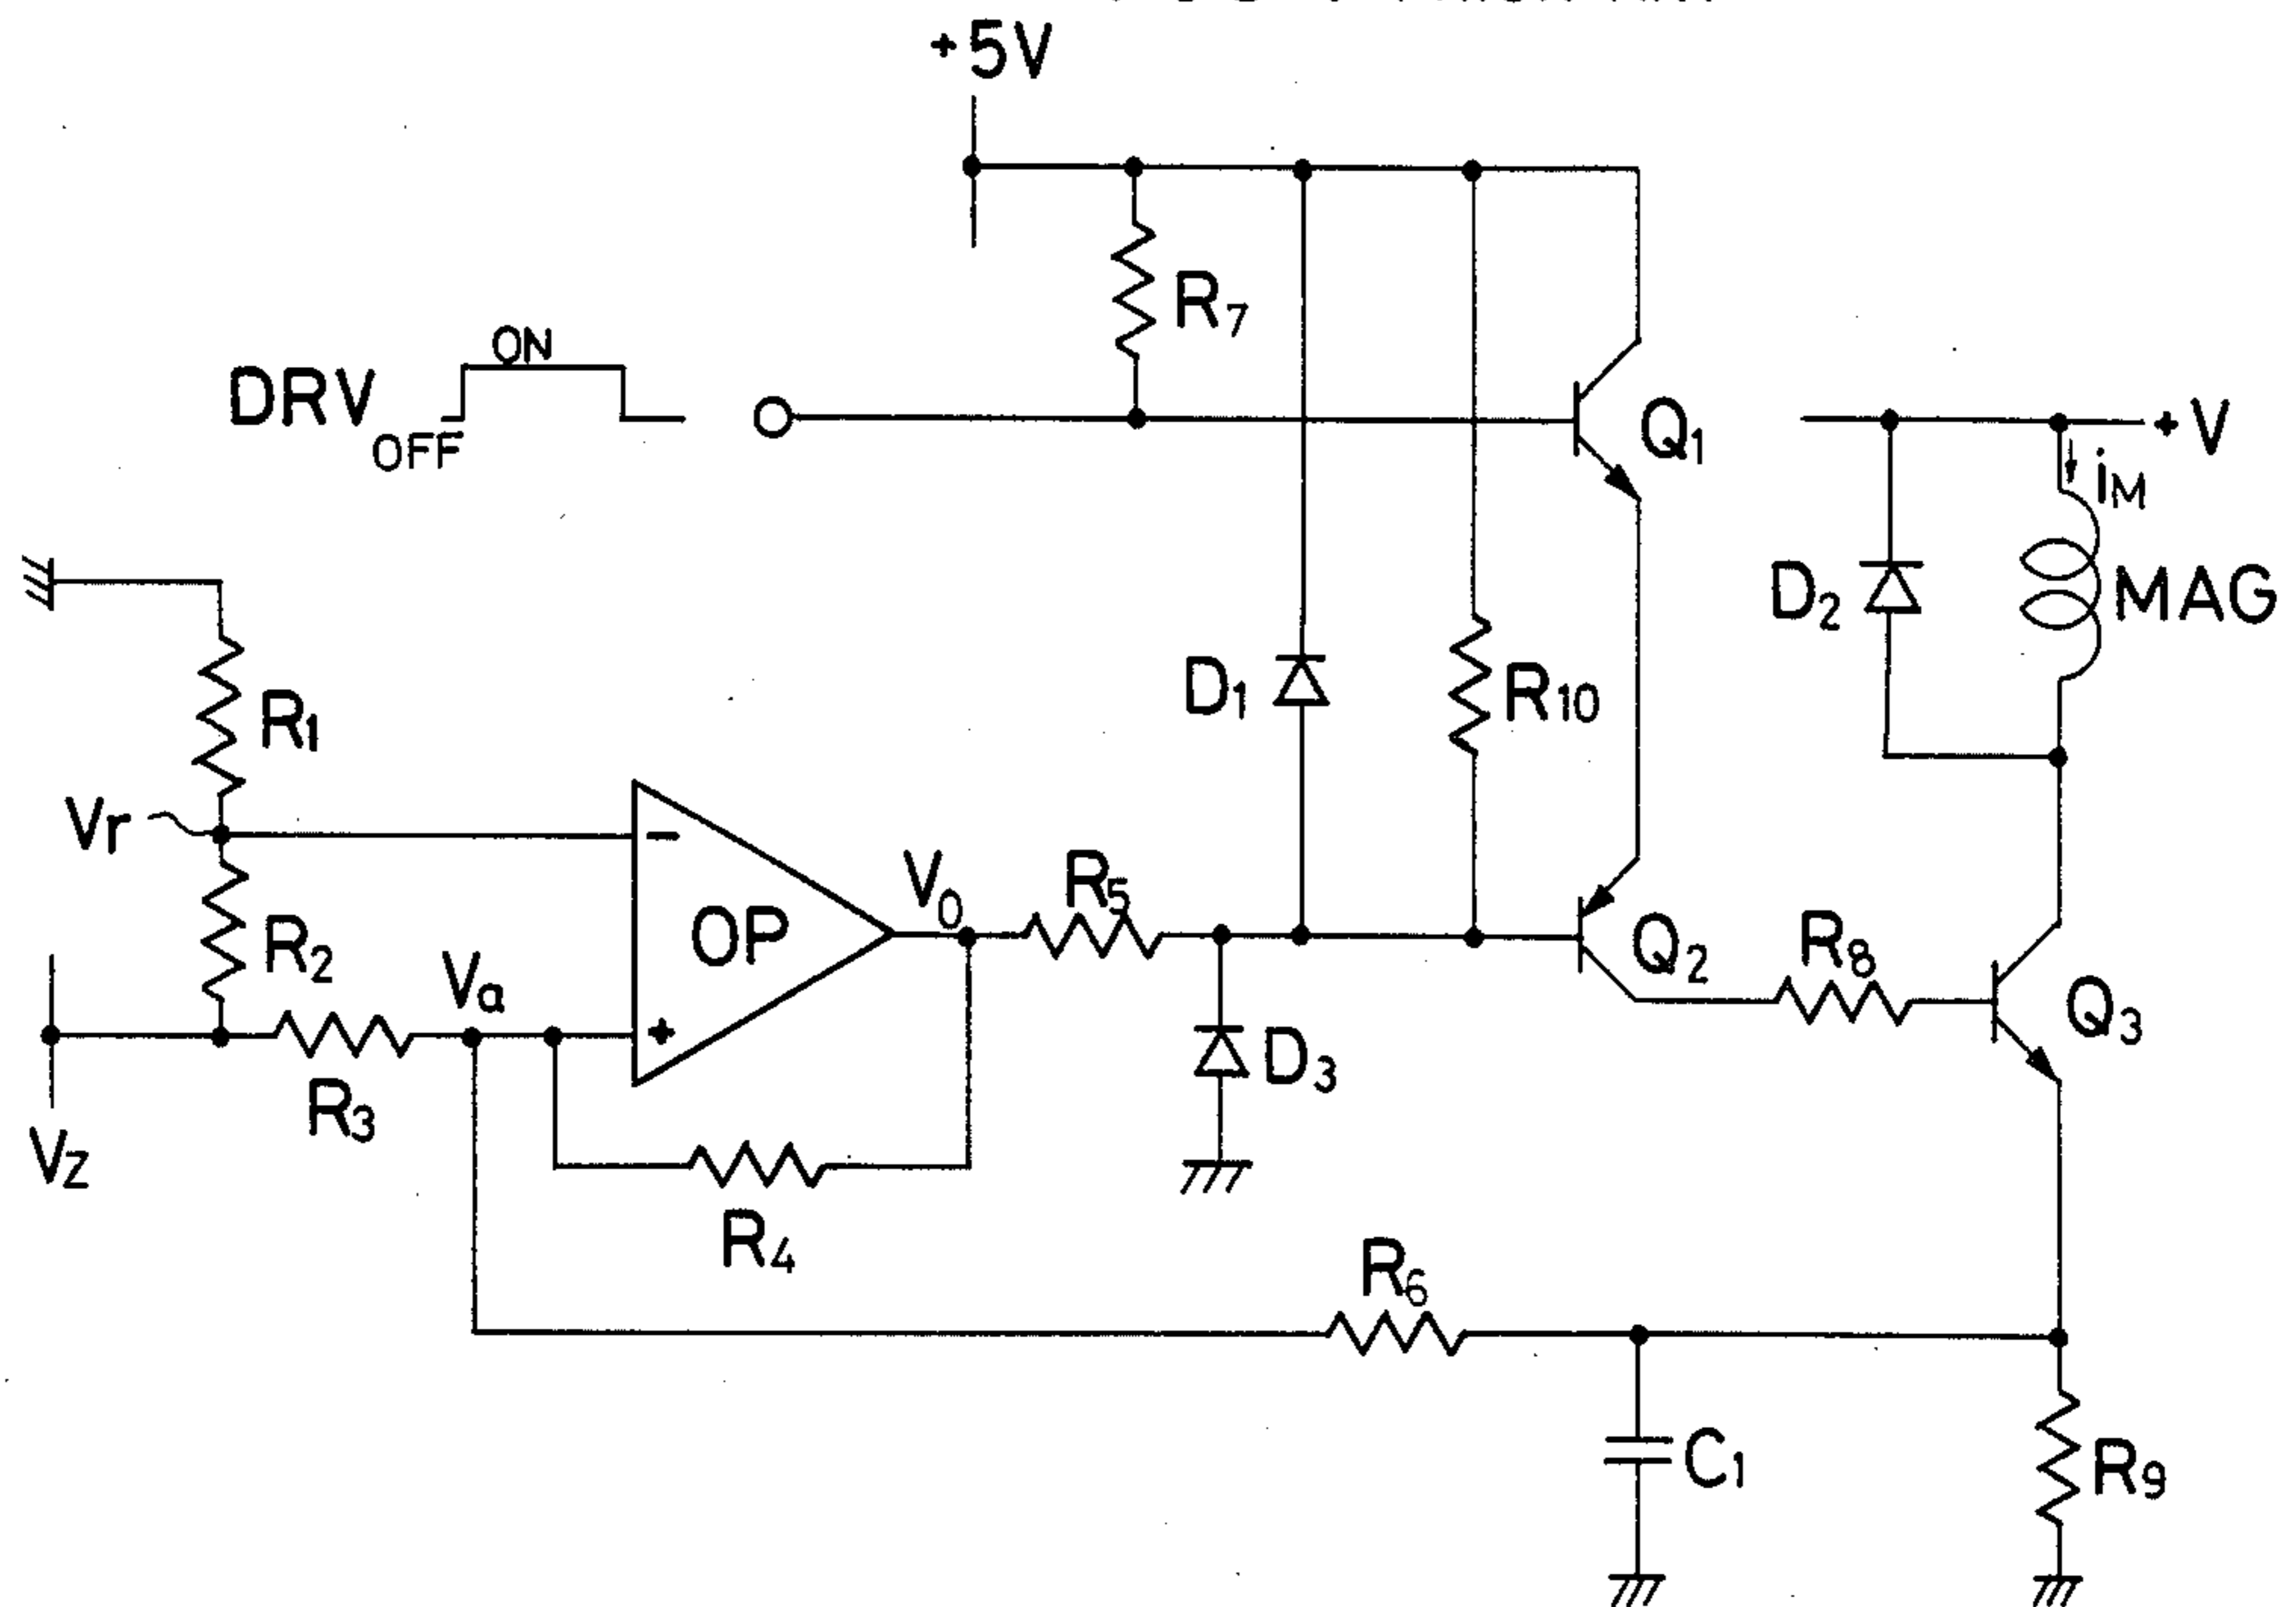 +5V
R7
ON
DRV
OFF
Q1
+V
iM
D2
MAG
D1
R10
R1
Vr
−
OP
V0
R5
R2
Va
+
Q2
R8
Q3
D3
R3
VZ
R4
R6
C1
R9